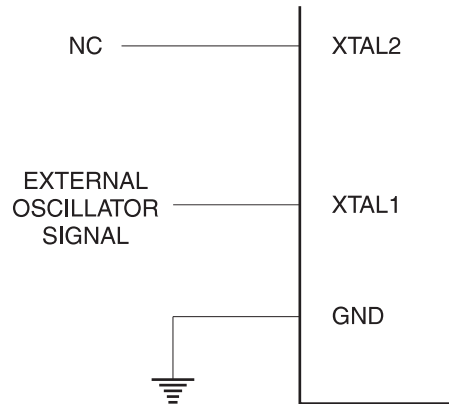 NC
XTAL2
EXTERNAL
OSCILLATOR
SIGNAL
XTAL1
GND